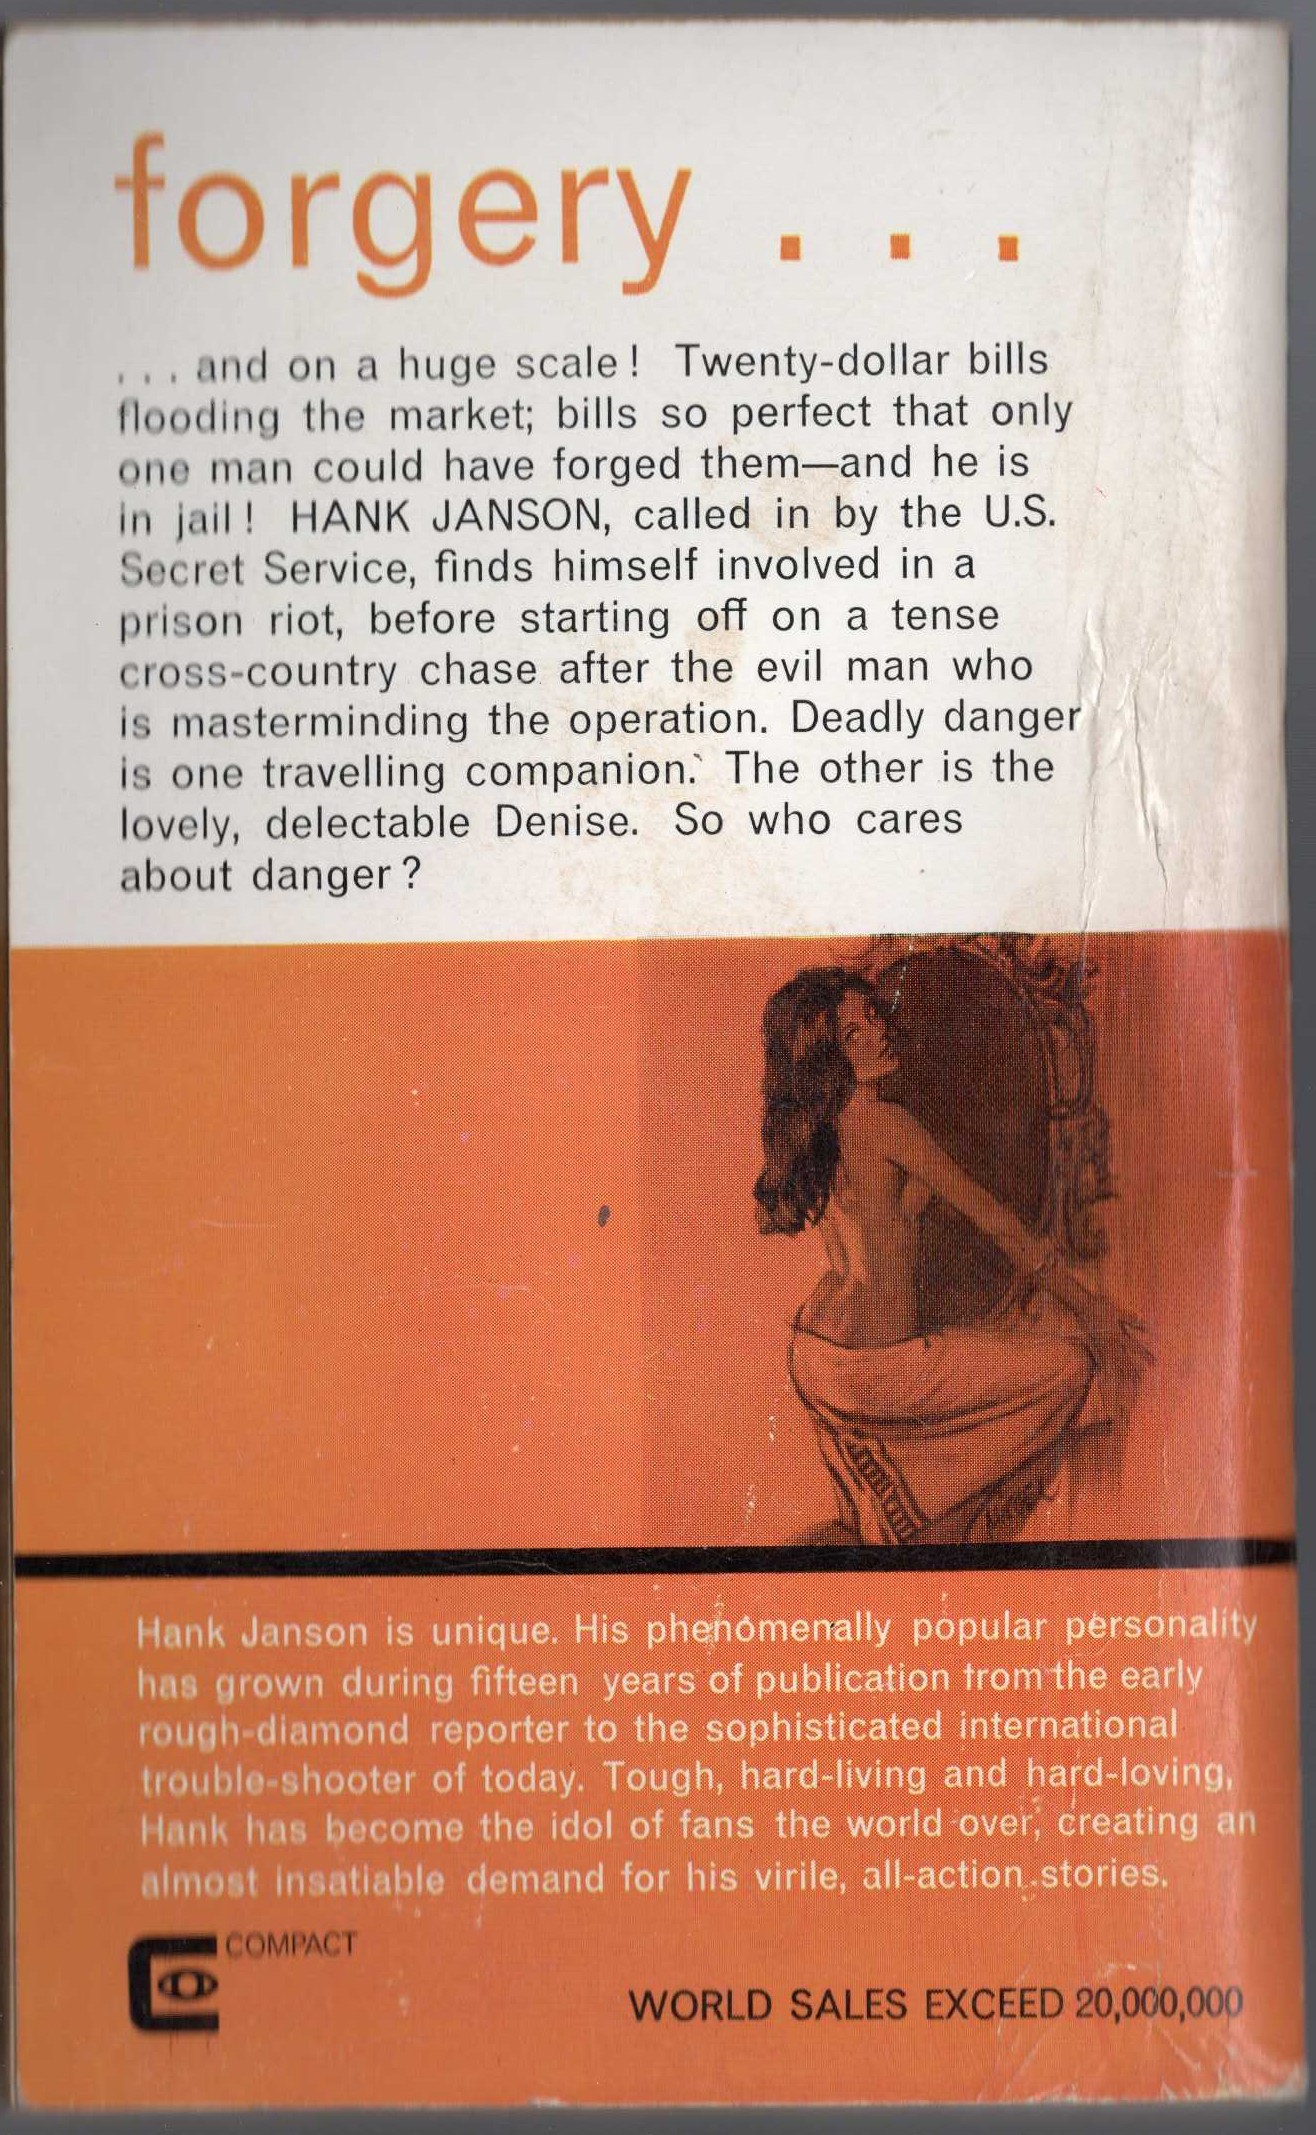 forgery . . .
. . . and on a huge scale! Twenty-dollar bills
flooding the market; bills so perfect that only
one man could have forged them—and he is
in jail! HANK JANSON, called in by the U.S.
Secret Service, finds himself involved in a
prison riot, before starting off on a tense
cross-country chase after the evil man who
is masterminding the operation. Deadly danger
is one travelling companion. The other is the
lovely, delectable Denise. So who cares
about danger?
Hank Janson is unique. His phenomenally popular personality
has grown during fifteen years of publication from the early
rough-diamond reporter to the sophisticated international
trouble-shooter of today. Tough, hard-living and hard-loving,
Hank has become the idol of fans the world over, creating an
almost insatiable demand for his virile, all-action stories.
COMPACT
WORLD SALES EXCEED 20,000,000